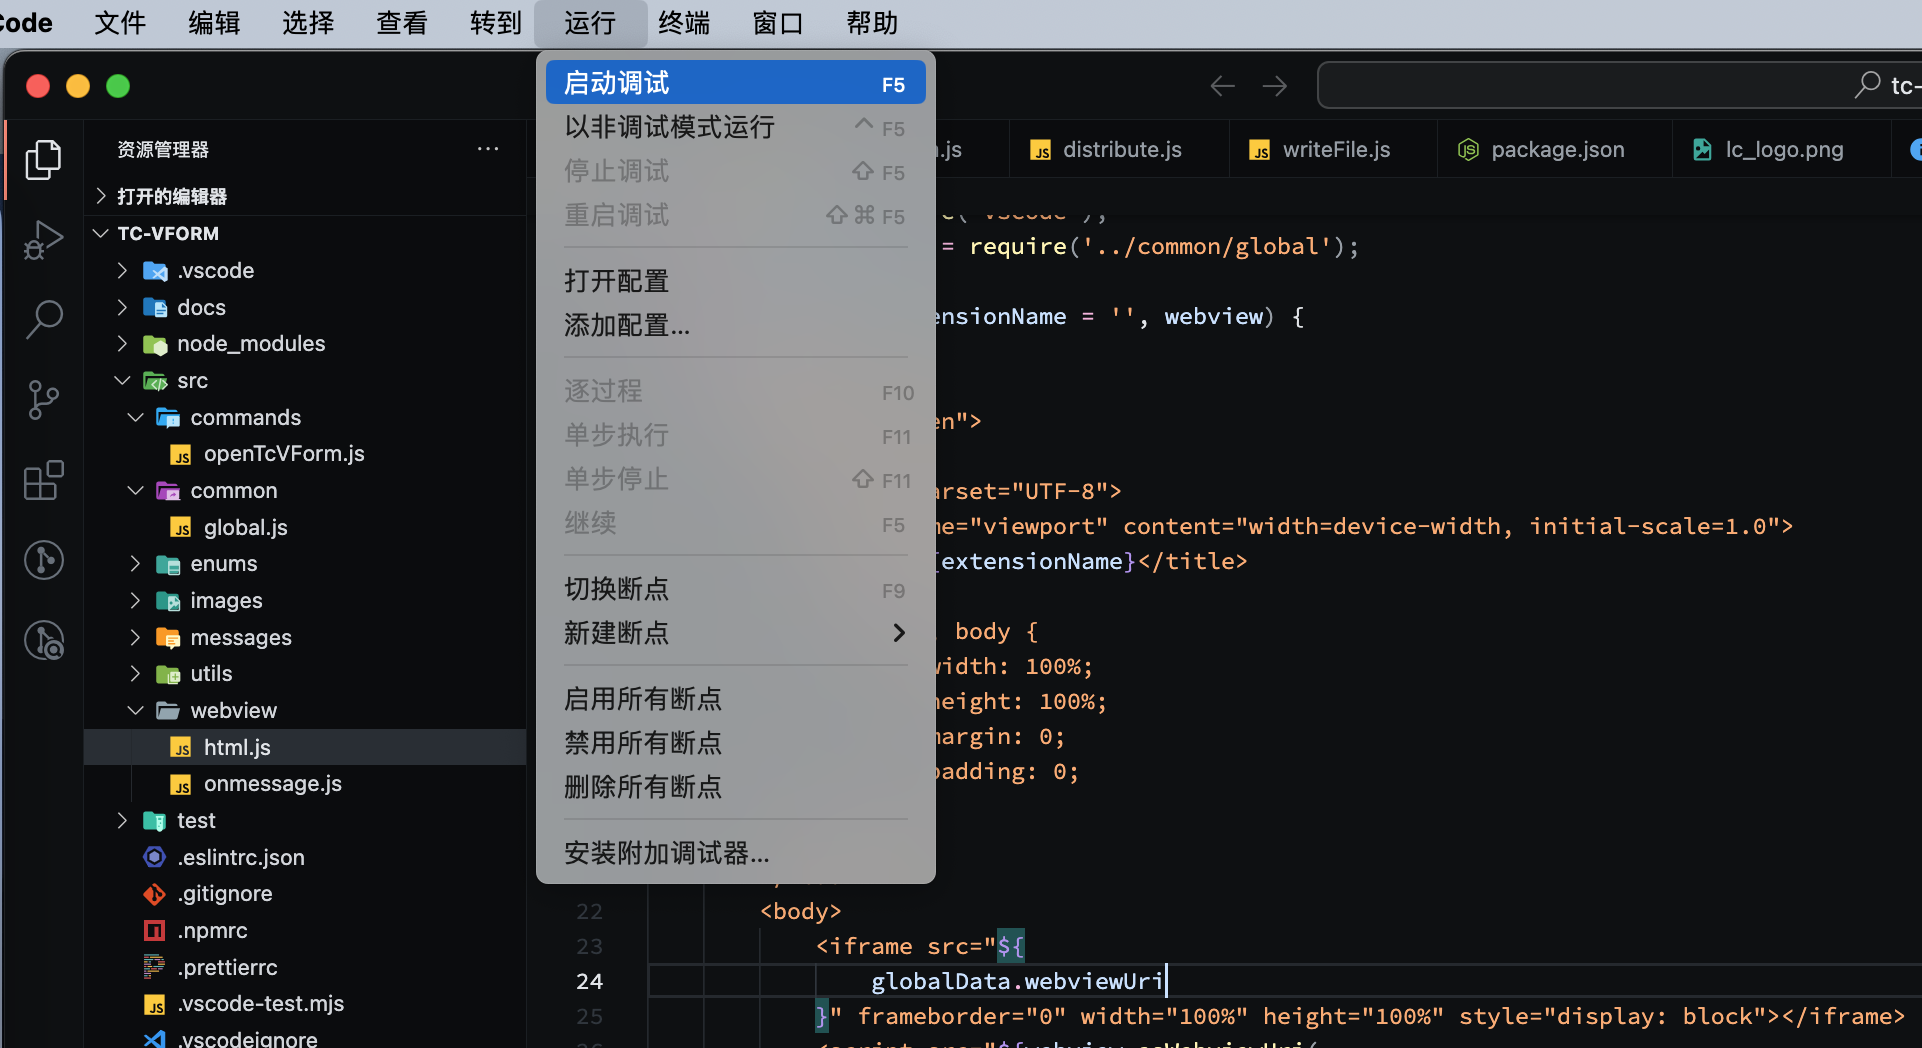 Code 文件 编辑 选择 查看 转到 运行 终端 窗口 帮助
启动调试 F5
以非调试模式运行 ^ F5
停止调试 ⇧ F5
重启调试 ⇧ ⌘ F5
打开配置
添加配置...
逐过程 F10
单步执行 F11
单步停止 ⇧ F11
继续 F5
切换断点 F9
新建断点
启用所有断点
禁用所有断点
删除所有断点
安装附加调试器...
tc-
资源管理器 ...
打开的编辑器
TC-VFORM
.vscode
docs
node_modules
src
commands
JS openTcVForm.js
common
JS global.js
enums
images
messages
utils
webview
JS html.js
JS onmessage.js
test
.eslintrc.json
.gitignore
.npmrc
.prettierrc
JS .vscode-test.mjs
.vscodeignore
.js JS distribute.js JS writeFile.js JS package.json lc_logo.png
('vscode');
= require('../common/global');
ensionName = '', webview) {
en">
arset="UTF-8">
me="viewport" content="width=device-width, initial-scale=1.0">
{extensionName}</title>
body {
width: 100%;
height: 100%;
margin: 0;
padding: 0;
22 <body>
23 <iframe src="${
24 globalData.webviewUri
25 }" frameborder="0" width="100%" height="100%" style="display: block"></iframe>